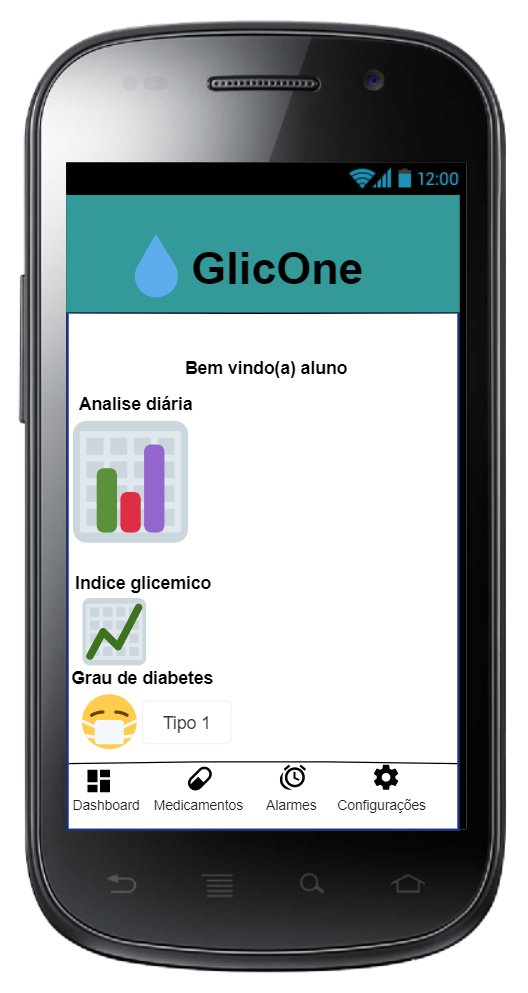 12:00
GlicOne
Bem vindo(a) aluno
Analise diária
Indice glicemico
Grau de diabetes
Tipo 1
Dashboard Medicamentos Alarmes Configurações